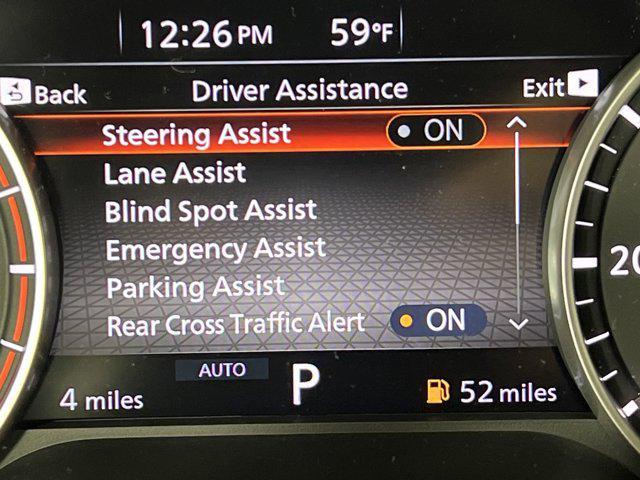 12:26 PM 59°F
Back Driver Assistance Exit
Steering Assist ON
Lane Assist
Blind Spot Assist
Emergency Assist
Parking Assist
Rear Cross Traffic Alert ON
AUTO
4 miles P 52 miles